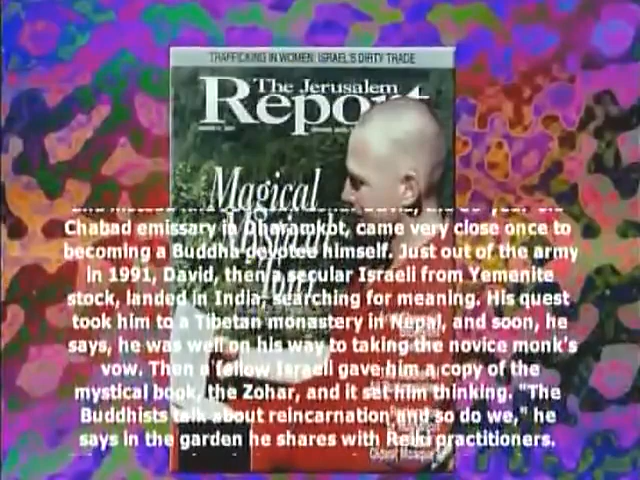 TRAFFICKING IN WOMEN: ISRAEL'S DIRTY TRADE
The Jerusalem
Report
Magical
Mystical
Tour
Chabad emissary in Dharamkot, came very close once to
becoming a Buddha devotee himself. Just out of the army
in 1991, David, then a secular Israeli from Yemenite
stock, landed in India, searching for meaning. His quest
took him to a Tibetan monastery in Nepal, and soon, he
says, he was well on his way to taking the novice monk's
vow. Then a fellow Israeli gave him a copy of the
mystical book, the Zohar, and it set him thinking. "The
Buddhists talk about reincarnation and so do we," he
says in the garden he shares with Reiki practitioners.